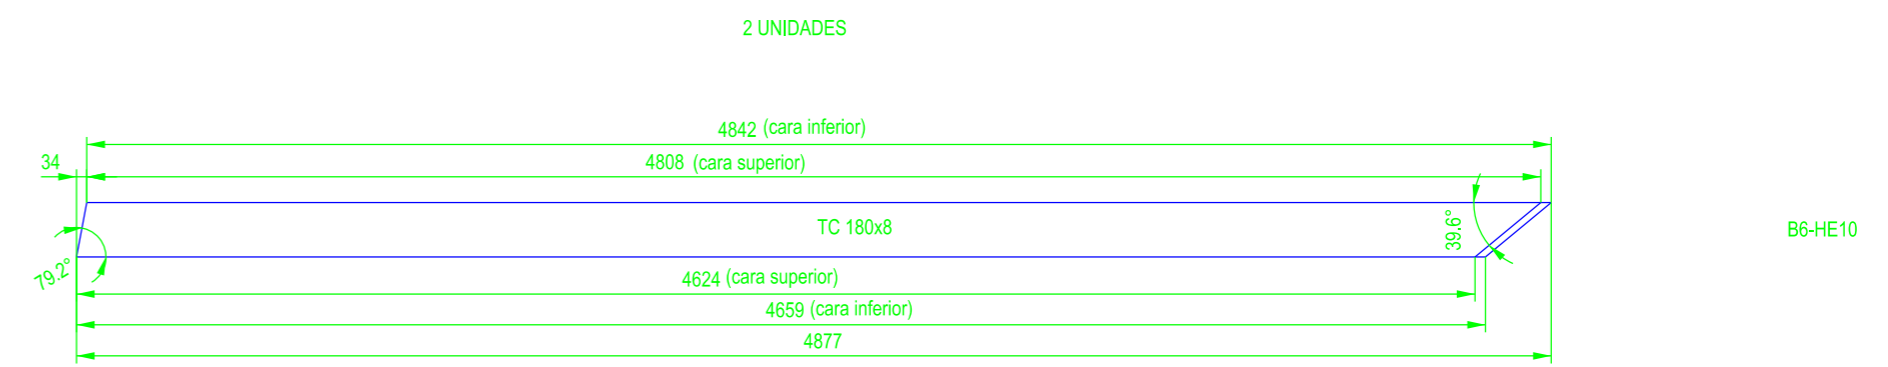 2 UNIDADES
4842 (cara inferior)
34
4808 (cara superior)
TC 180x8
39.6°
B6-HE10
79.2°
4624 (cara superior)
4659 (cara inferior)
4877